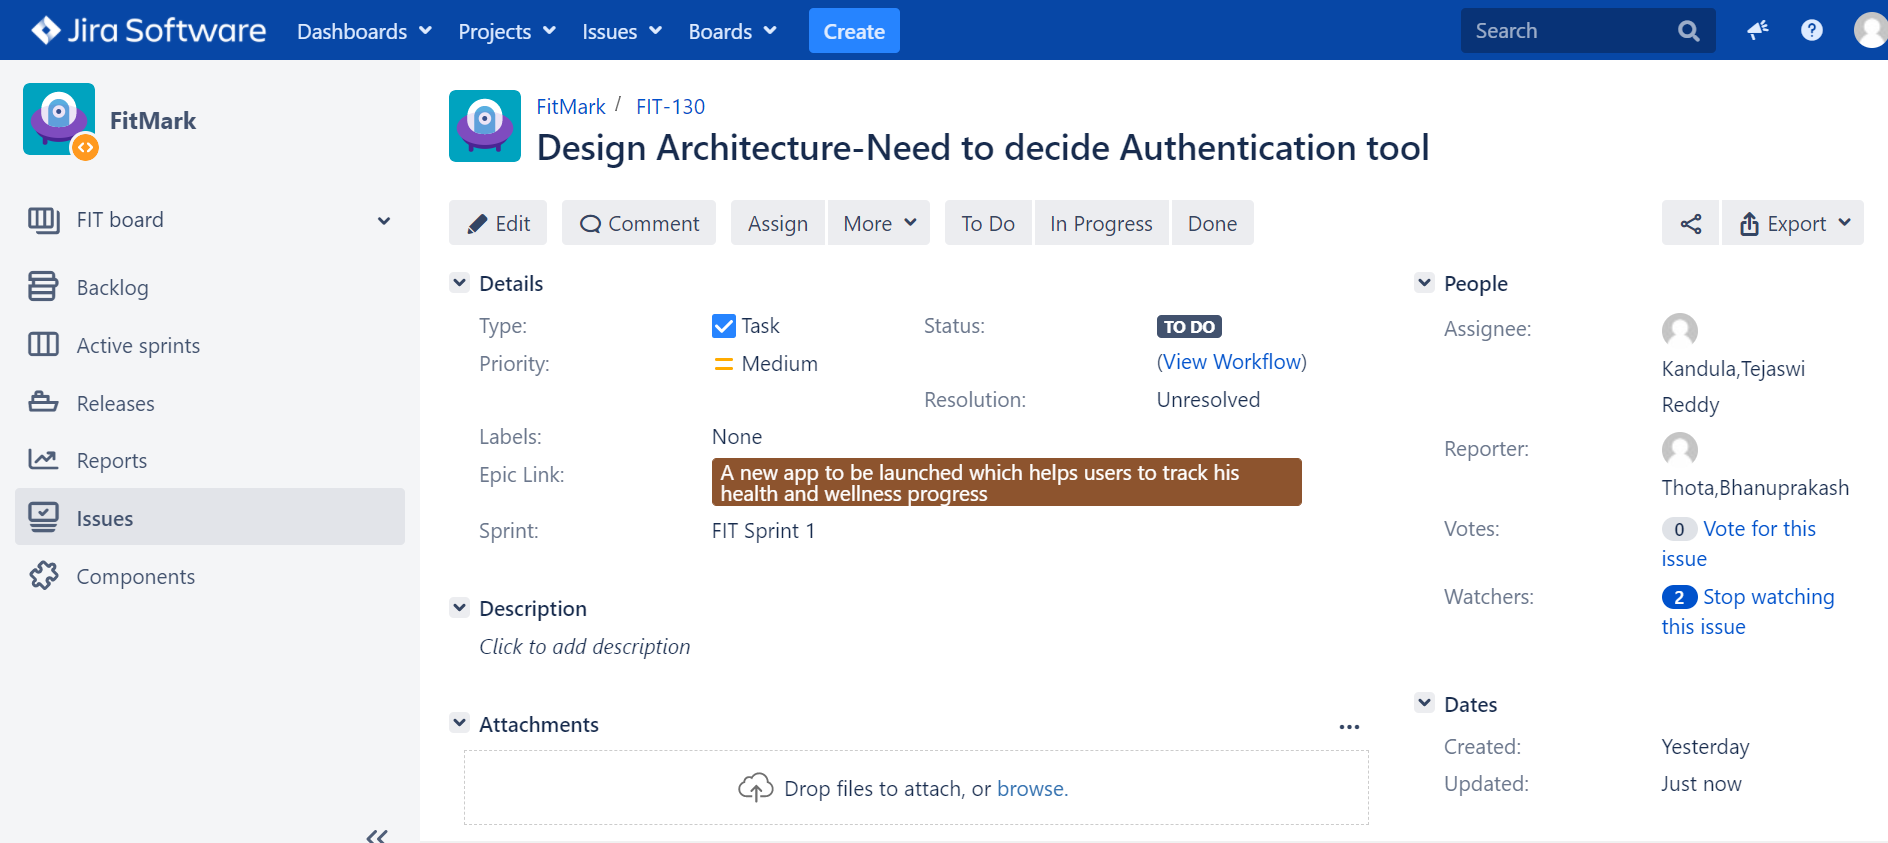 Jira Software Dashboards Projects Issues Boards Create Search
FitMark
FIT board
Backlog
Active sprints
Releases
Reports
Issues
Components
FitMark / FIT-130
Design Architecture-Need to decide Authentication tool
Edit Comment Assign More To Do In Progress Done Export
Details
Type: Task
Priority: Medium
Status: TO DO
(View Workflow)
Resolution: Unresolved
Labels: None
Epic Link: A new app to be launched which helps users to track his
health and wellness progress
Sprint: FIT Sprint 1
Description
Click to add description
Attachments
Drop files to attach, or browse.
People
Assignee:
Kandula,Tejaswi
Reddy
Reporter:
Thota,Bhanuprakash
Votes: 0 Vote for this
issue
Watchers: 2 Stop watching
this issue
Dates
Created: Yesterday
Updated: Just now